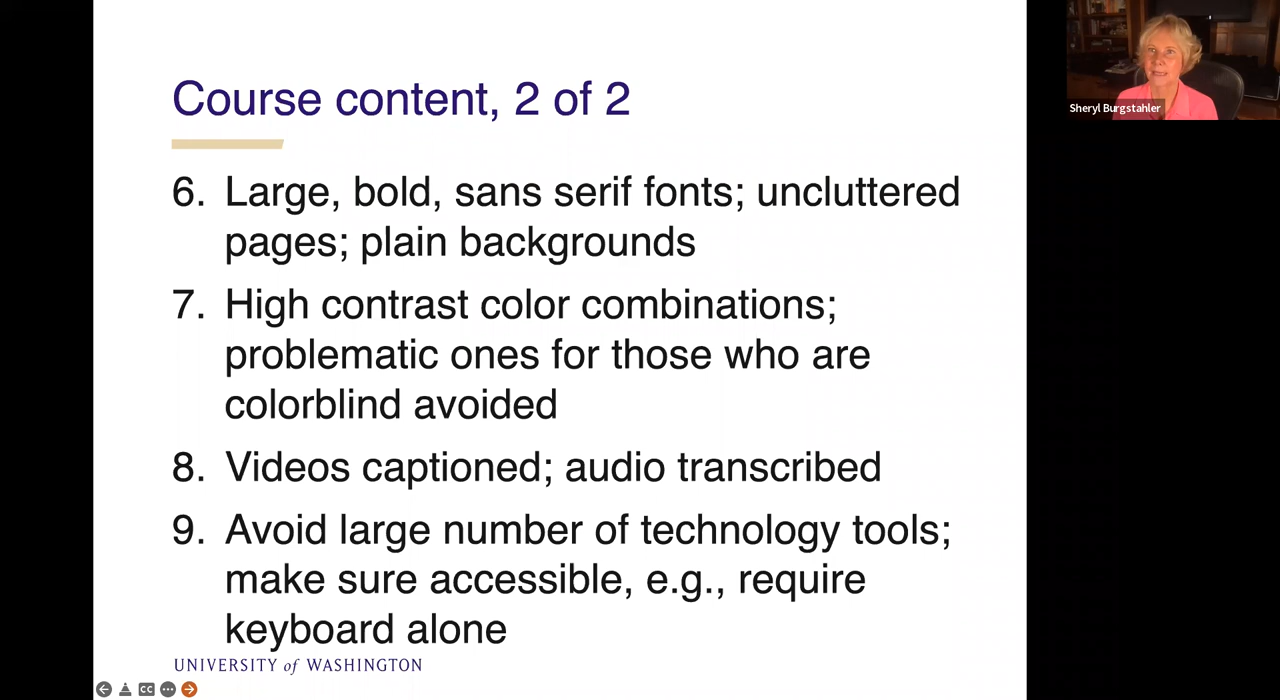 Course content, 2 of 2
6. Large, bold, sans serif fonts; uncluttered
pages; plain backgrounds
7. High contrast color combinations;
problematic ones for those who are
colorblind avoided
8. Videos captioned; audio transcribed
9. Avoid large number of technology tools;
make sure accessible, e.g., require
keyboard alone
UNIVERSITY of WASHINGTON
CC
Sheryl Burgstahler